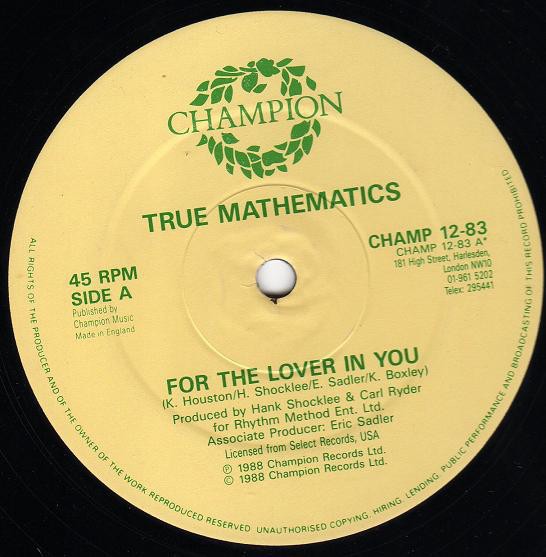 CHAMPION
TRUE MATHEMATICS
45 RPM
SIDE A
Published by
Champion Music
Made in England
CHAMP 12-83
CHAMP 12-83 A*
181 High Street, Harlesden,
London NW10
01-961 5202
Telex: 295441
FOR THE LOVER IN YOU
(K. Houston/H. Shocklee/E. Sadler/K. Boxley)
Produced by Hank Shocklee & Carl Ryder
for Rhythm Method Ent. Ltd.
Associate Producer: Eric Sadler
Licensed from Select Records, USA
℗ 1988 Champion Records Ltd.
© 1988 Champion Records Ltd.
ALL RIGHTS OF THE PRODUCER AND OF THE OWNER OF THE WORK REPRODUCED RESERVED UNAUTHORISED COPYING, HIRING, LENDING, PUBLIC PERFORMANCE AND BROADCASTING OF THIS RECORD PROHIBITED